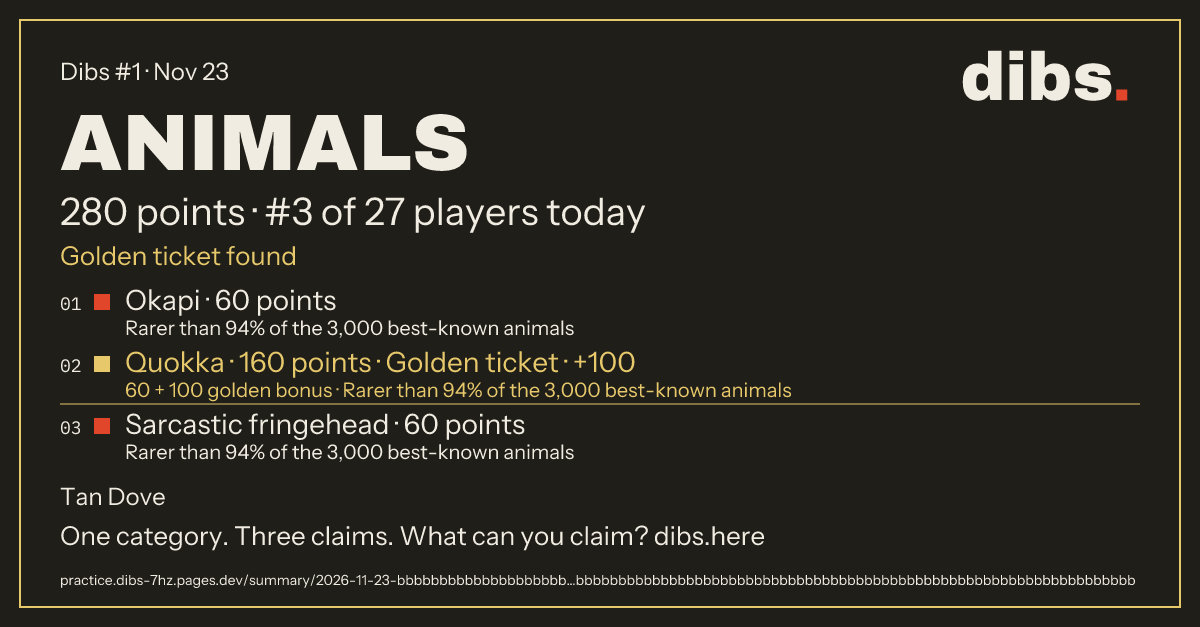 Dibs #1 · Nov 23
dibs.
ANIMALS
280 points · #3 of 27 players today
Golden ticket found
01 Okapi · 60 points
Rarer than 94% of the 3,000 best-known animals
02 Quokka · 160 points · Golden ticket · +100
60 + 100 golden bonus · Rarer than 94% of the 3,000 best-known animals
03 Sarcastic fringehead · 60 points
Rarer than 94% of the 3,000 best-known animals
Tan Dove
One category. Three claims. What can you claim? dibs.here
practice.dibs-7hz.pages.dev/summary/2026-11-23-bbbbbbbbbbbbbbbbbbbb…bbbbbbbbbbbbbbbbbbbbbbbbbbbbbbbbbbbbbbbbbbbbbbbbbbbbbbbbbbbbbbbbbb